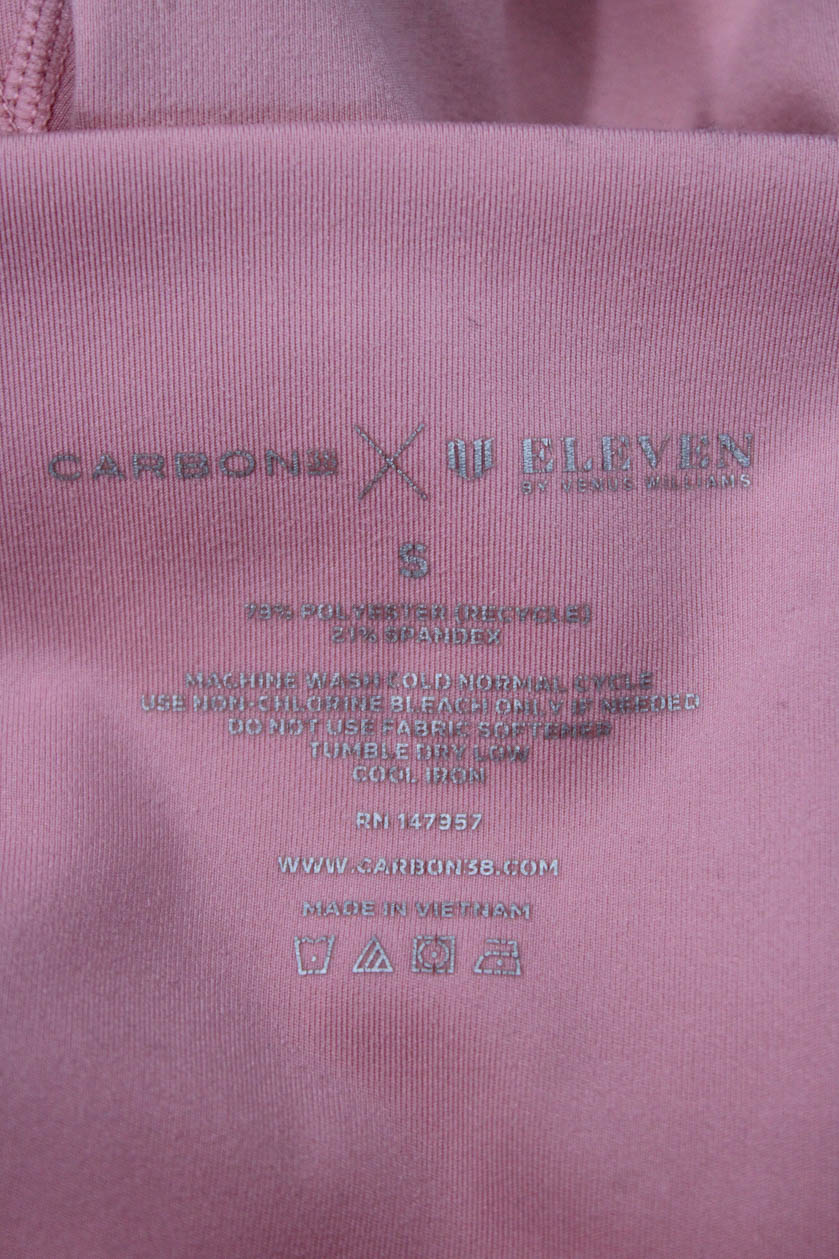 CARBON38 X ELEVEN
BY VENUS WILLIAMS
S
79% POLYESTER (RECYCLE)
21% SPANDEX
MACHINE WASH COLD NORMAL CYCLE
USE NON-CHLORINE BLEACH ONLY IF NEEDED
DO NOT USE FABRIC SOFTENER
TUMBLE DRY LOW
COOL IRON
RN 147957
WWW.CARBON38.COM
MADE IN VIETNAM